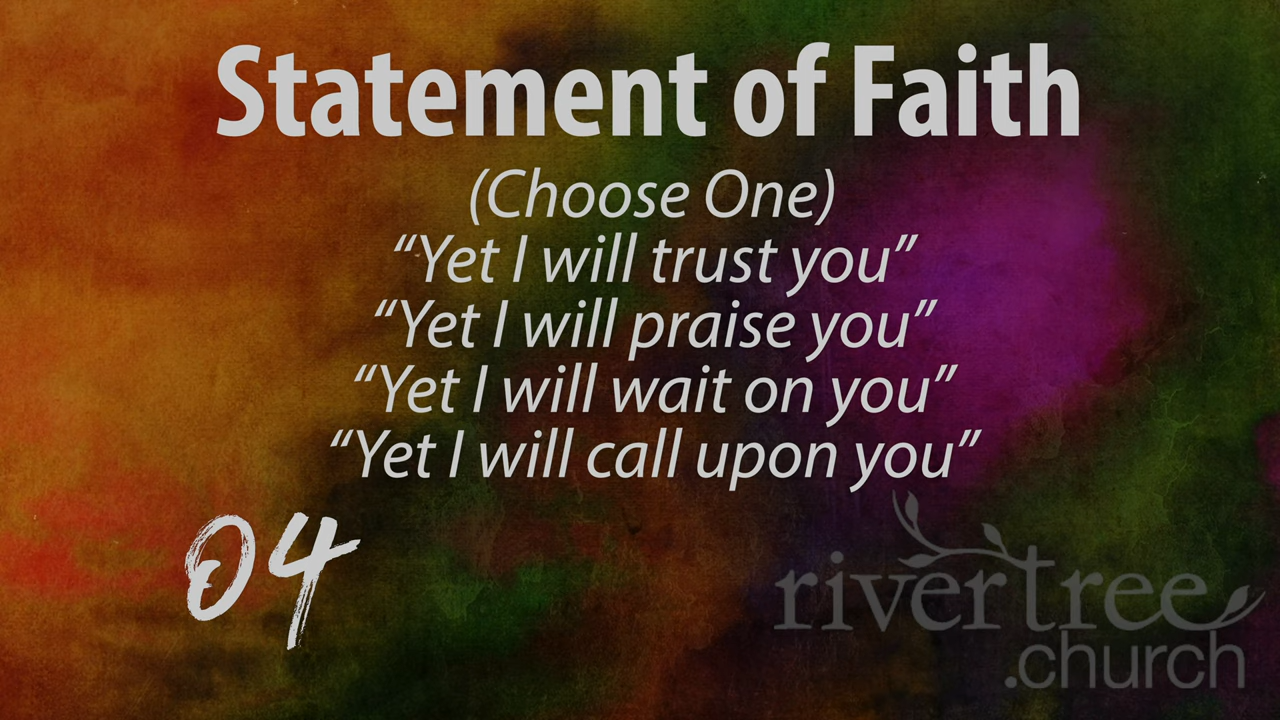 Statement of Faith
(Choose One)
“Yet I will trust you”
“Yet I will praise you”
“Yet I will wait on you”
“Yet I will call upon you”
04
rivertree
.church